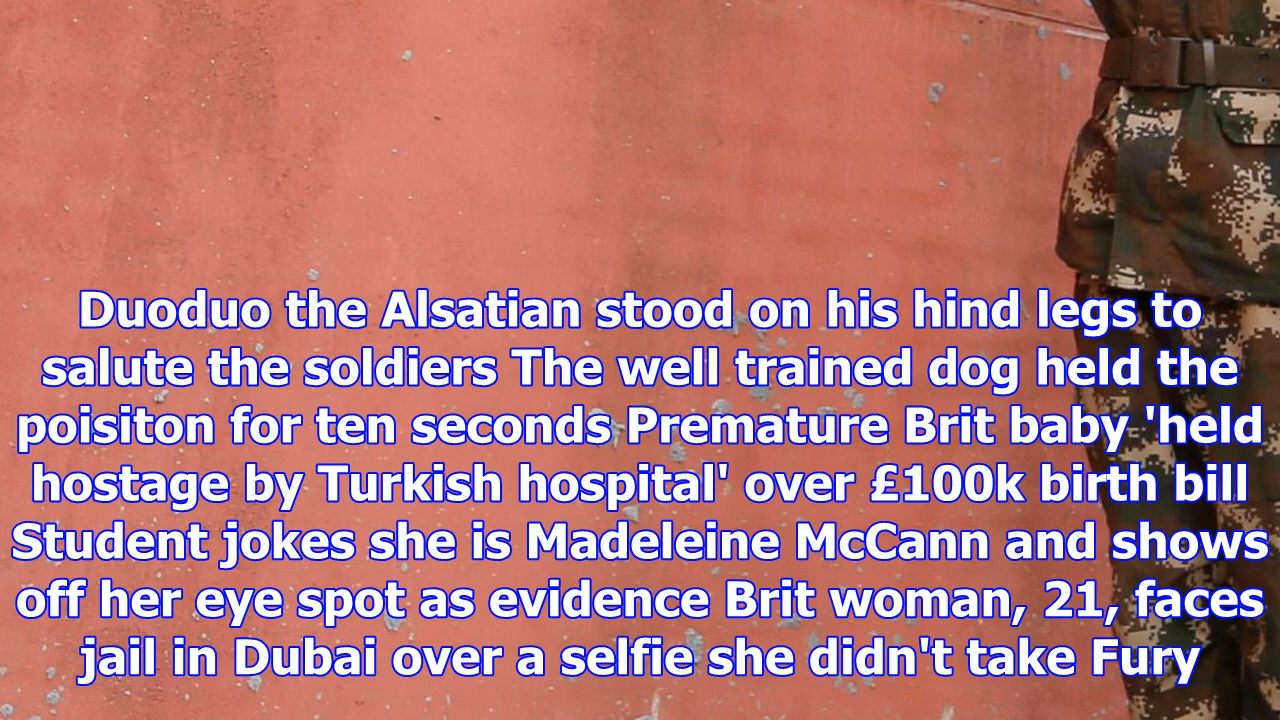 Duoduo the Alsatian stood on his hind legs to
salute the soldiers The well trained dog held the
poisiton for ten seconds Premature Brit baby 'held
hostage by Turkish hospital' over £100k birth bill
Student jokes she is Madeleine McCann and shows
off her eye spot as evidence Brit woman, 21, faces
jail in Dubai over a selfie she didn't take Fury